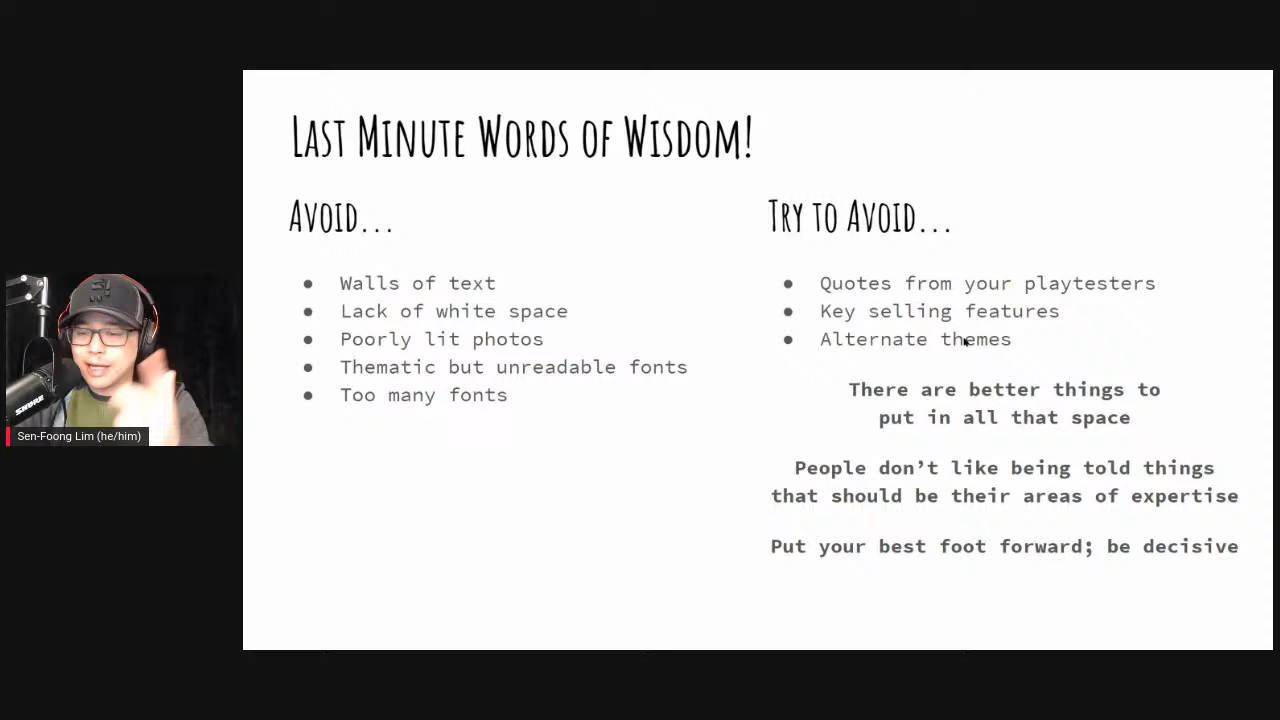 Last Minute Words of Wisdom!
Avoid...
Walls of text
Lack of white space
Poorly lit photos
Thematic but unreadable fonts
Too many fonts
Try to Avoid...
Quotes from your playtesters
Key selling features
Alternate themes
There are better things to
put in all that space
People don’t like being told things
that should be their areas of expertise
Put your best foot forward; be decisive
SHURE
Sen-Foong Lim (he/him)